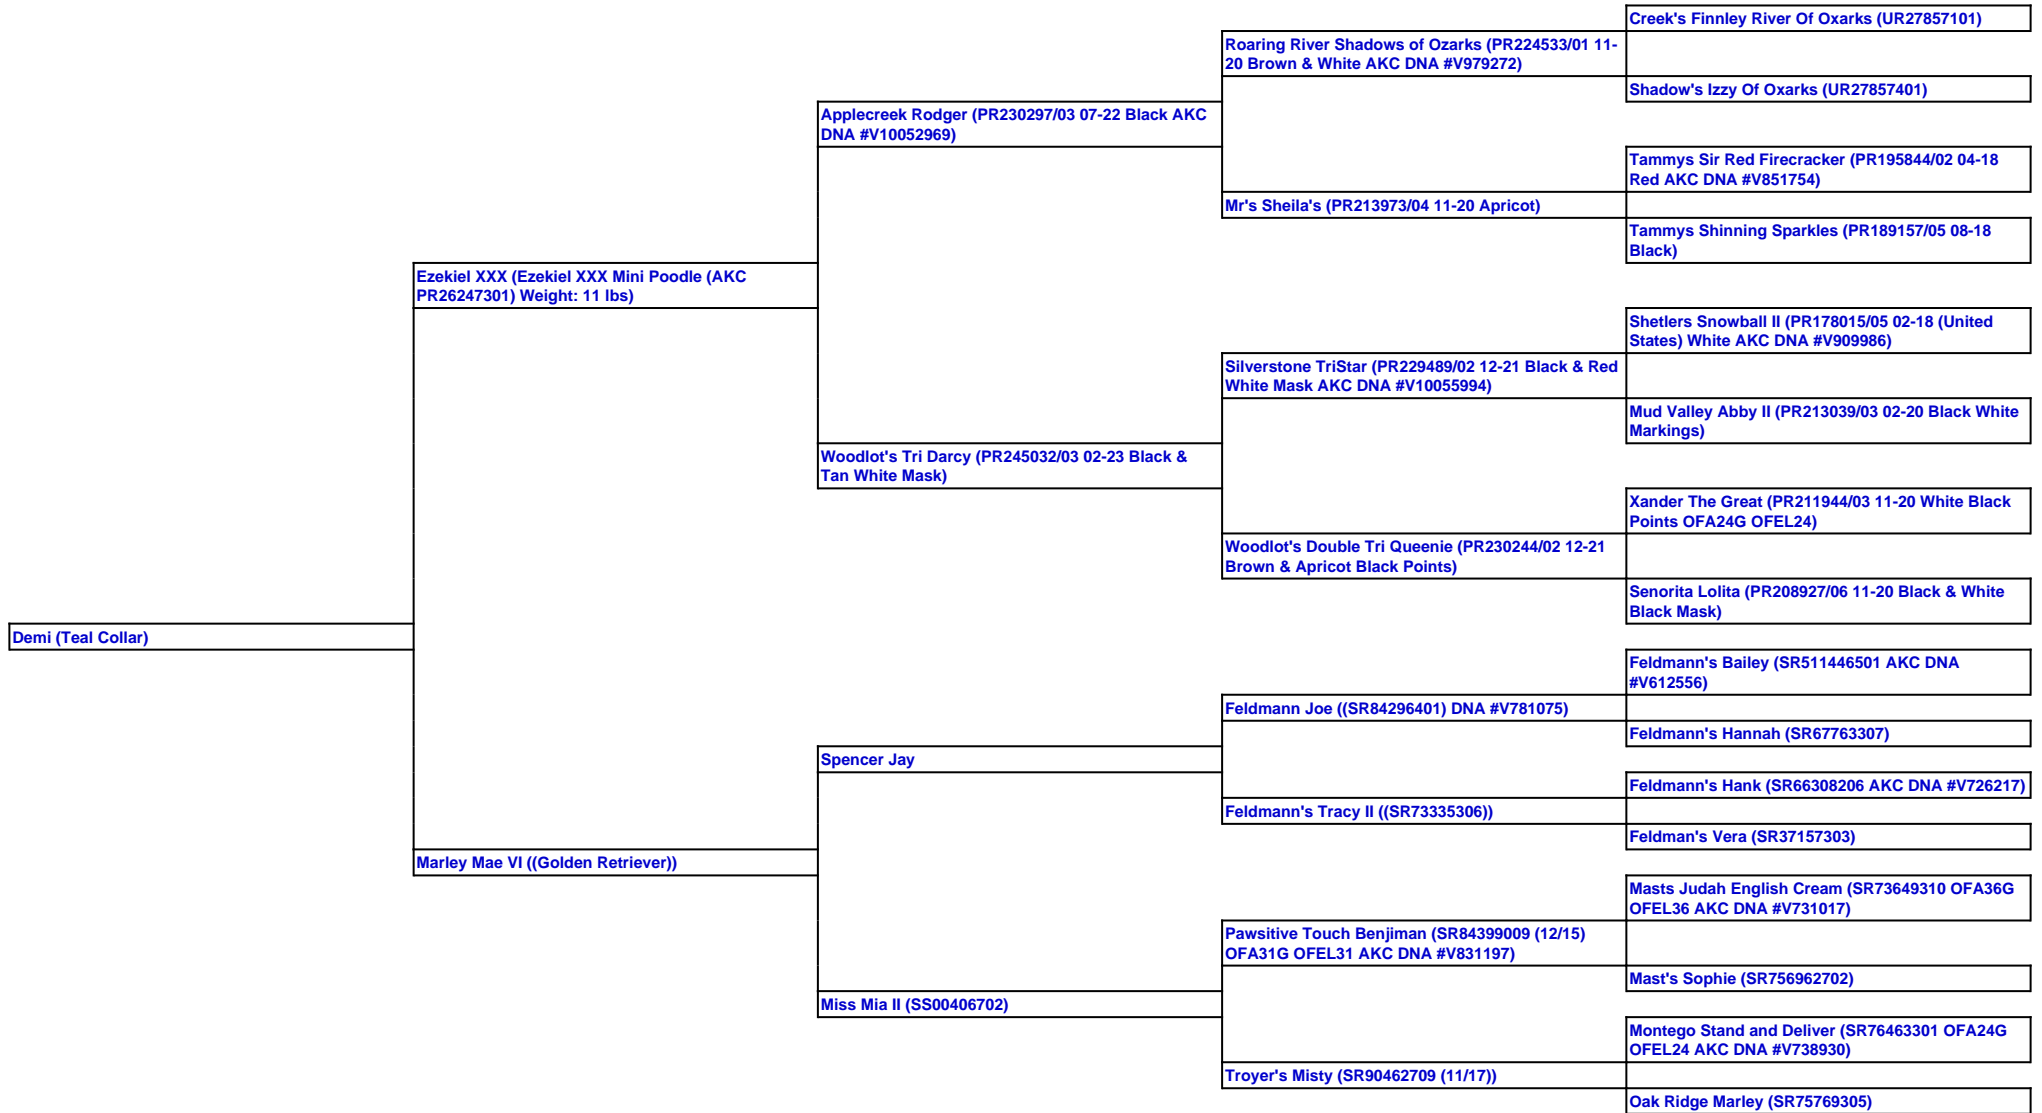 Creek's Finnley River Of Oxarks (UR27857101)
Roaring River Shadows of Ozarks (PR224533/01 11-
20 Brown & White AKC DNA #V979272)
Shadow's Izzy Of Oxarks (UR27857401)
Applecreek Rodger (PR230297/03 07-22 Black AKC
DNA #V10052969)
Tammys Sir Red Firecracker (PR195844/02 04-18
Red AKC DNA #V851754)
Mr's Sheila's (PR213973/04 11-20 Apricot)
Tammys Shinning Sparkles (PR189157/05 08-18
Black)
Ezekiel XXX (Ezekiel XXX Mini Poodle (AKC
PR26247301) Weight: 11 lbs)
Shetlers Snowball II (PR178015/05 02-18 (United
States) White AKC DNA #V909986)
Silverstone TriStar (PR229489/02 12-21 Black & Red
White Mask AKC DNA #V10055994)
Mud Valley Abby II (PR213039/03 02-20 Black White
Markings)
Woodlot's Tri Darcy (PR245032/03 02-23 Black &
Tan White Mask)
Xander The Great (PR211944/03 11-20 White Black
Points OFA24G OFEL24)
Woodlot's Double Tri Queenie (PR230244/02 12-21
Brown & Apricot Black Points)
Senorita Lolita (PR208927/06 11-20 Black & White
Black Mask)
Demi (Teal Collar)
Feldmann's Bailey (SR511446501 AKC DNA
#V612556)
Feldmann Joe ((SR84296401) DNA #V781075)
Feldmann's Hannah (SR67763307)
Spencer Jay
Feldmann's Hank (SR66308206 AKC DNA #V726217)
Feldmann's Tracy II ((SR73335306))
Feldman's Vera (SR37157303)
Marley Mae VI ((Golden Retriever))
Masts Judah English Cream (SR73649310 OFA36G
OFEL36 AKC DNA #V731017)
Pawsitive Touch Benjiman (SR84399009 (12/15)
OFA31G OFEL31 AKC DNA #V831197)
Mast's Sophie (SR756962702)
Miss Mia II (SS00406702)
Montego Stand and Deliver (SR76463301 OFA24G
OFEL24 AKC DNA #V738930)
Troyer's Misty (SR90462709 (11/17))
Oak Ridge Marley (SR75769305)